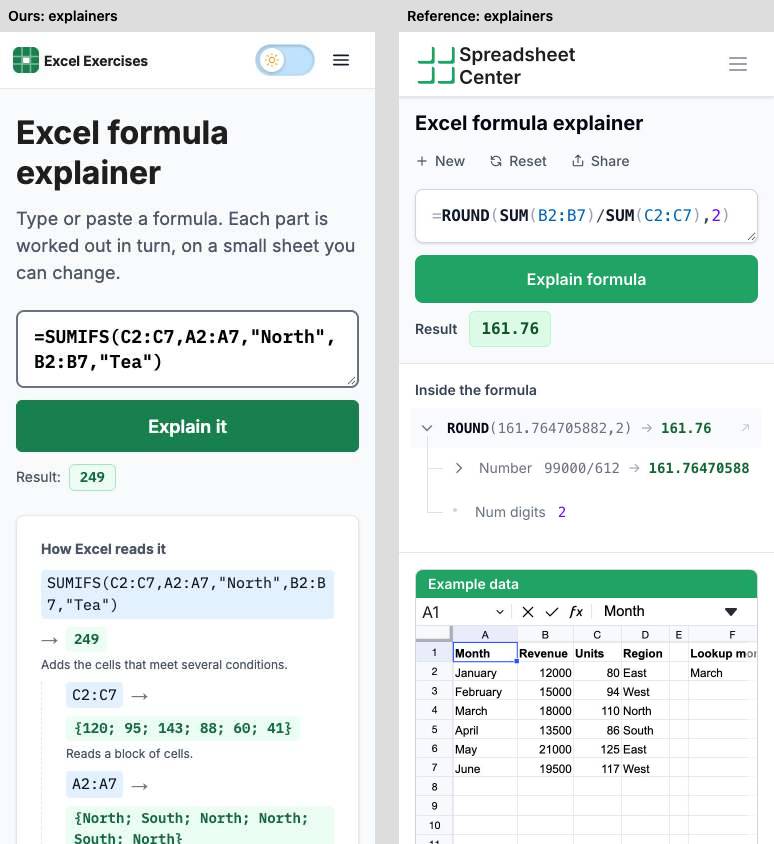 Ours: explainers
Excel Exercises
Excel formula
explainer
Type or paste a formula. Each part is
worked out in turn, on a small sheet you
can change.
=SUMIFS(C2:C7,A2:A7,"North",
B2:B7,"Tea")
Explain it
Result: 249
How Excel reads it
SUMIFS(C2:C7,A2:A7,"North",B2:B
7,"Tea")
→ 249
Adds the cells that meet several conditions.
C2:C7 →
{120; 95; 143; 88; 60; 41}
Reads a block of cells.
A2:A7 →
{North; South; North; North;
South; North}
Reference: explainers
Spreadsheet
Center
Excel formula explainer
+ New Reset Share
=ROUND(SUM(B2:B7)/SUM(C2:C7),2)
Explain formula
Result 161.76
Inside the formula
ROUND(161.764705882,2) → 161.76
Number 99000/612 → 161.76470588
Num digits 2
Example data
A1 fx Month
A B C D E F
1 Month Revenue Units Region Lookup mon
2 January 12000 80 East March
3 February 15000 94 West
4 March 18000 110 North
5 April 13500 86 South
6 May 21000 125 East
7 June 19500 117 West
8
9
10
11